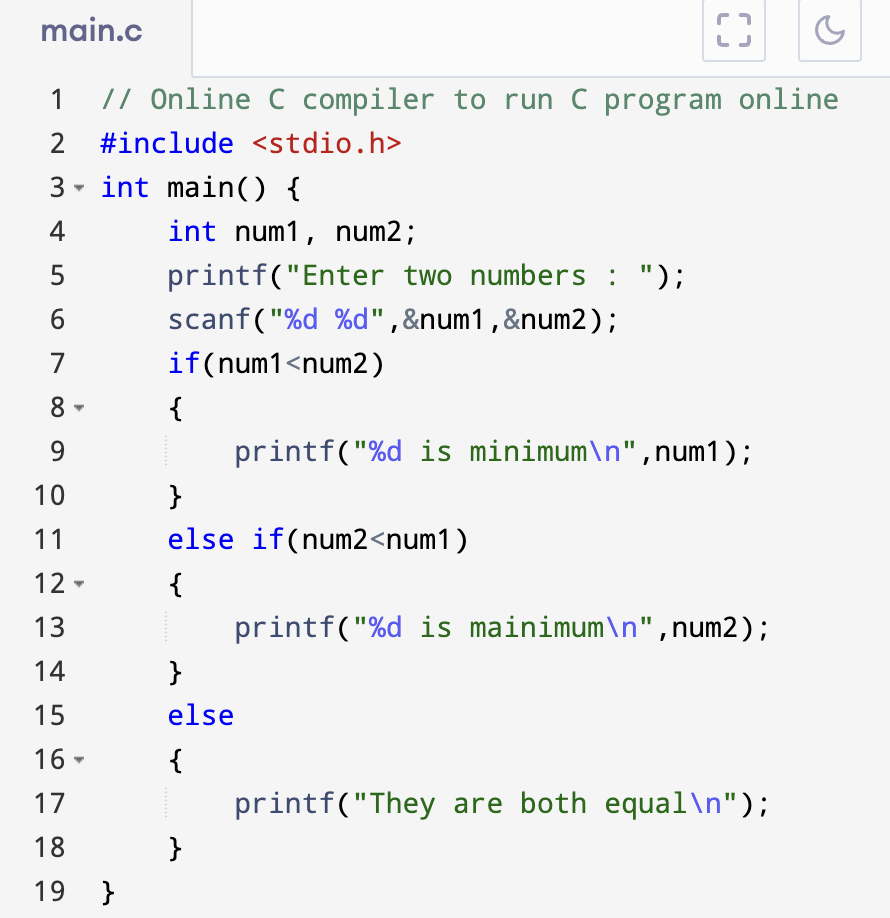 main.c
1 // Online C compiler to run C program online
2 #include <stdio.h>
3 int main() {
4     int num1, num2;
5     printf("Enter two numbers : ");
6     scanf("%d %d",&num1,&num2);
7     if(num1<num2)
8     {
9         printf("%d is minimum\n",num1);
10     }
11     else if(num2<num1)
12     {
13         printf("%d is mainimum\n",num2);
14     }
15     else
16     {
17         printf("They are both equal\n");
18     }
19 }